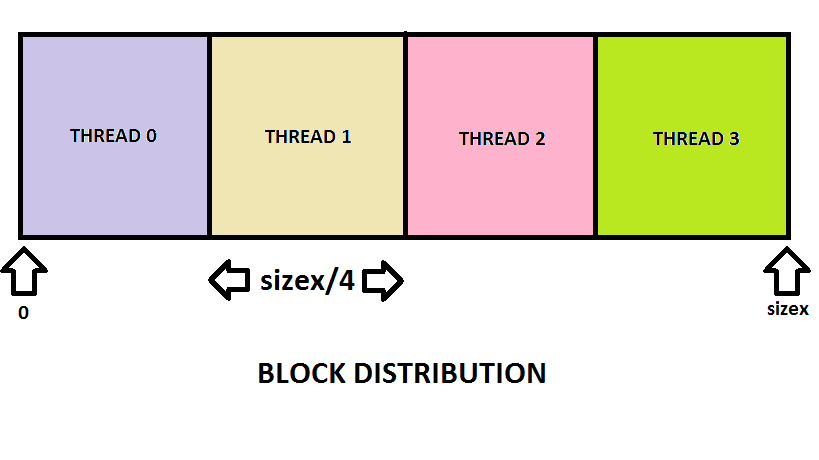 THREAD 0
THREAD 1
THREAD 2
THREAD 3
sizex/4
0
sizex
BLOCK DISTRIBUTION